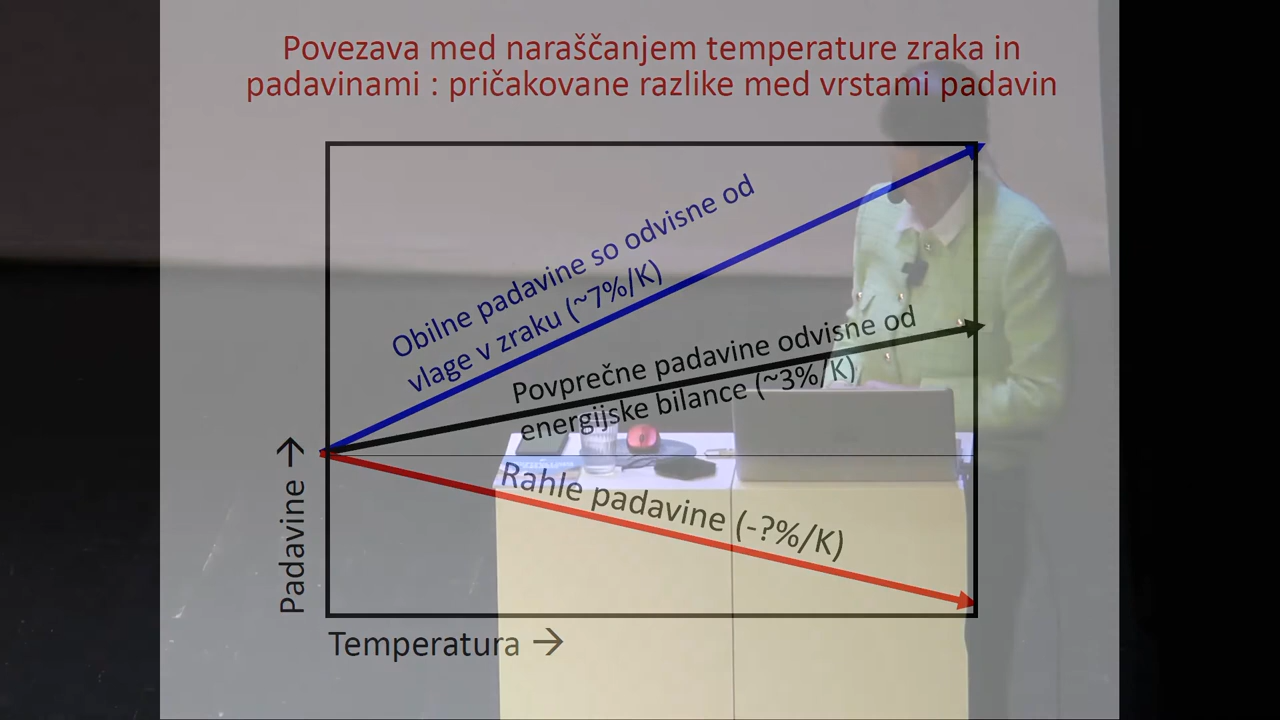 Povezava med naraščanjem temperature zraka in
padavinami : pričakovane razlike med vrstami padavin
Obilne padavine so odvisne od
vlage v zraku (~7%/K)
Povprečne padavine odvisne od
energijske bilance (~3%/K)
Rahle padavine (-?%/K)
Padavine →
Temperatura →